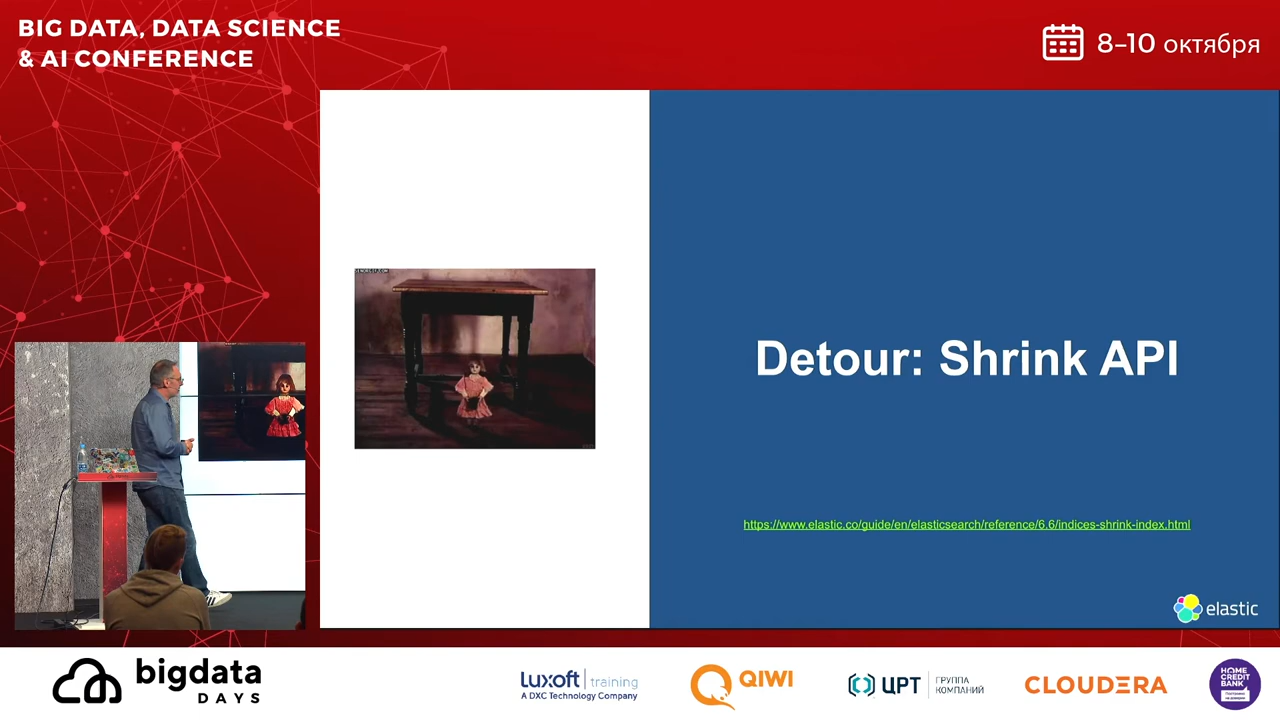 BIG DATA, DATA SCIENCE
& AI CONFERENCE
8–10 октября
SENORGIF.COM
Detour: Shrink API
https://www.elastic.co/guide/en/elasticsearch/reference/6.6/indices-shrink-index.html
elastic
bigdata
DAYS
luxoft training
A DXC Technology Company
QIWI
ЦРТ ГРУППА
КОМПАНИЙ
CLOUDERA
HOME
CREDIT
BANK